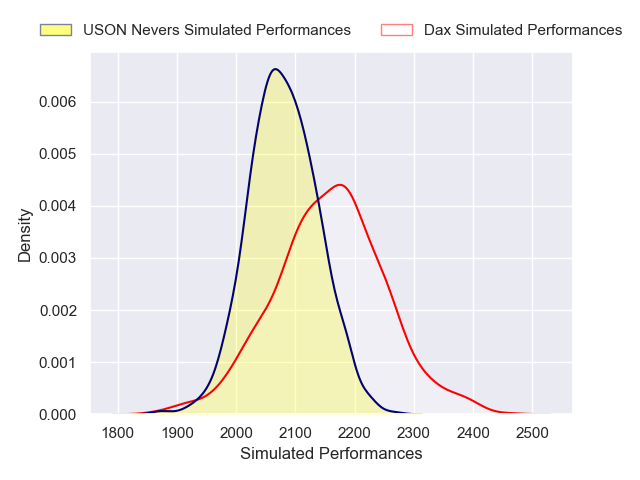 USON Nevers Simulated Performances
Dax Simulated Performances
Density
0.006
0.005
0.004
0.003
0.002
0.001
0.000
1800 1900 2000 2100 2200 2300 2400 2500
Simulated Performances